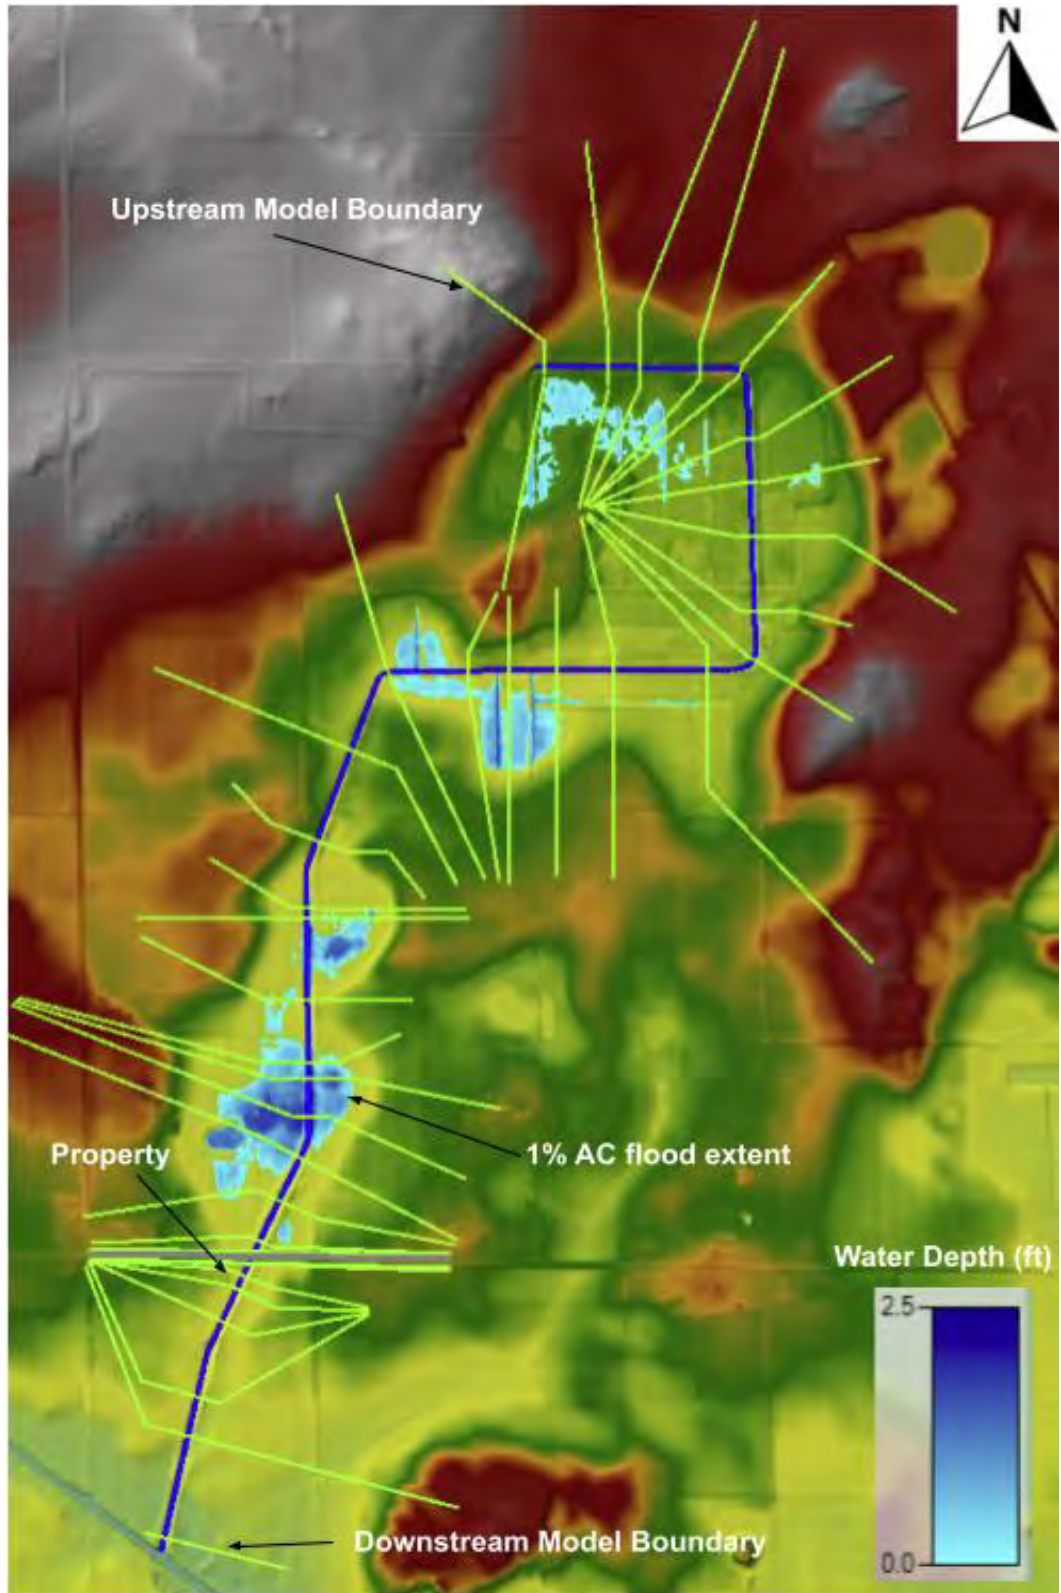 N
Upstream Model Boundary
Property
1% AC flood extent
Water Depth (ft)
2.5
0.0
Downstream Model Boundary